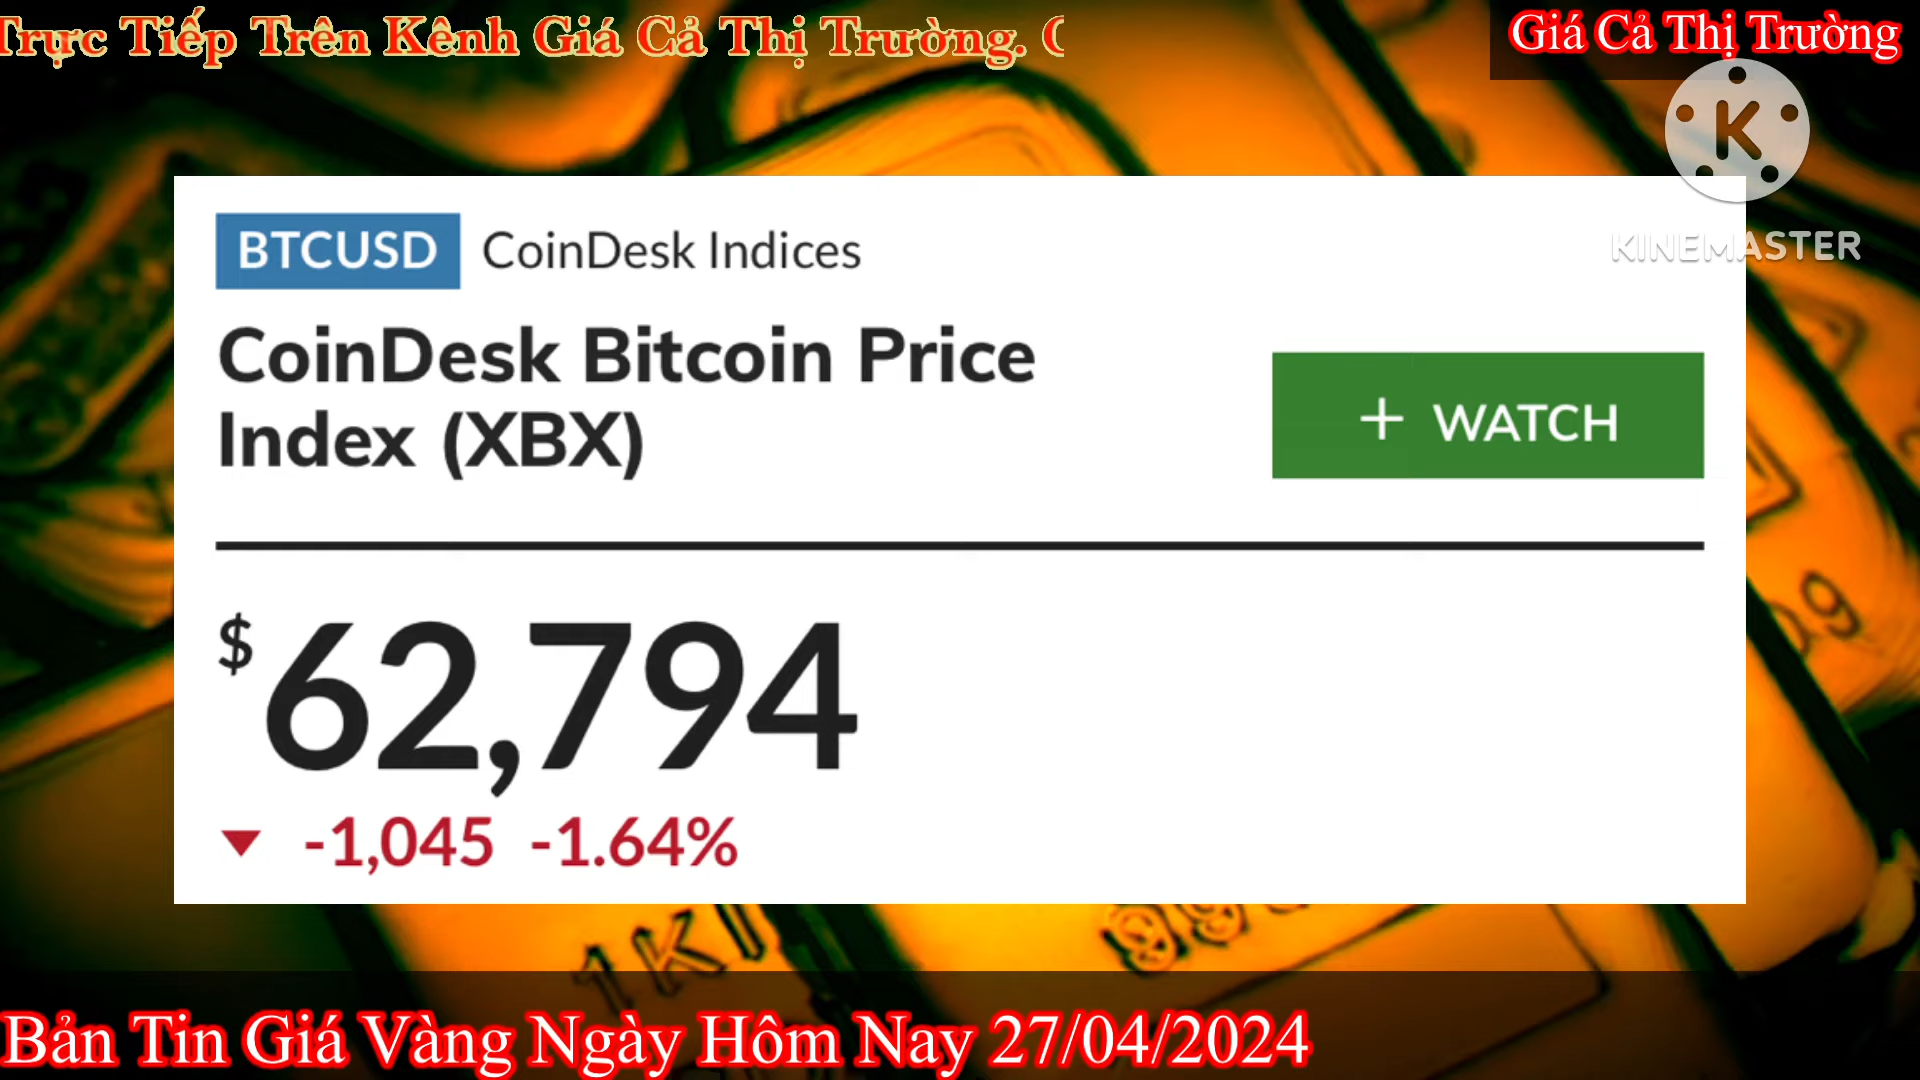 Trực Tiếp Trên Kênh Giá Cả Thị Trường.
Giá Cả Thị Trường
K
KINEMASTER
BTCUSD CoinDesk Indices
CoinDesk Bitcoin Price
Index (XBX)
+ WATCH
$62,794
▼ -1,045 -1.64%
1KI
Bản Tin Giá Vàng Ngày Hôm Nay 27/04/2024